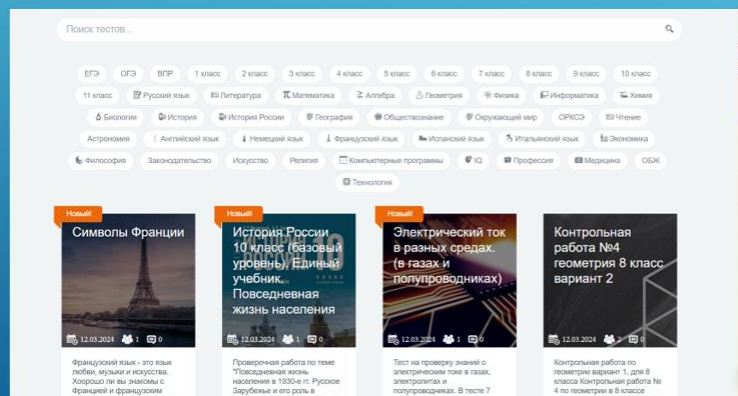 Поиск тестов...
ЕГЭ ОГЭ ВПР 1 класс 2 класс 3 класс 4 класс 5 класс 6 класс 7 класс 8 класс 9 класс 10 класс
11 класс Русский язык Литература Математика Алгебра Геометрия Физика Информатика Химия
Биология История История России География Обществознание Окружающий мир ОРКСЭ Чтение
Астрономия Английский язык Немецкий язык Французский язык Испанский язык Итальянский язык Экономика
Философия Законодательство Искусство Религия Компьютерные программы IQ Профессия Медицина ОБЖ
Технология
Новый!
Символы Франции
12.03.2024 1 0
Французский язык - это язык
любви, музыки и искусства.
Хоорошо ли вы знакомы с
Францией и французским
Новый!
История России
10 класс (базовый
уровень). Единый
учебник.
Повседневная
жизнь населения
12.03.2024 1 0
Проверочная работа по теме
"Повседневная жизнь
населения в 1930-е гг. Русское
Зарубежье и его роль в
Новый!
Электрический ток
в разных средах.
(в газах и
полупроводниках)
12.03.2024 1 0
Тест на проверку знаний о
электрическим токе в газах,
электролитах и
полупроводниках. В тесте 7
Контрольная
работа №4
геометрия 8 класс
вариант 2
12.03.2024 2 0
Контрольная работа по
геометрии вариант 1, для 8
класса Контрольная работа №
4 по геометрии в 8 классе